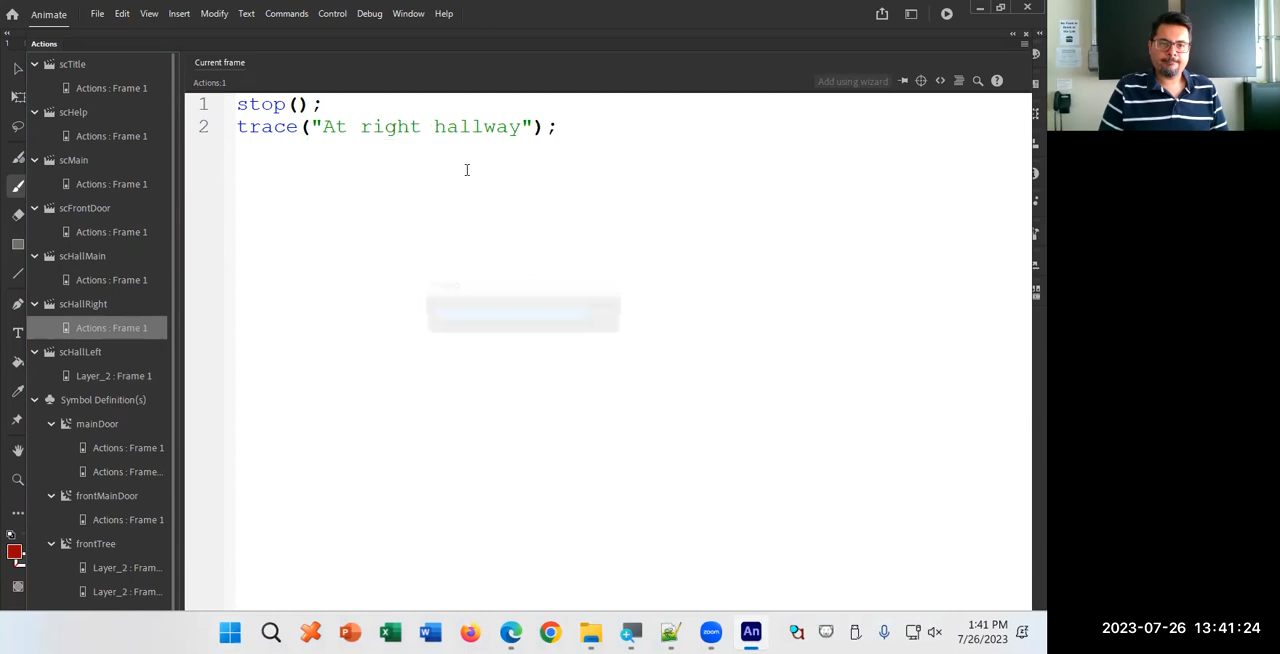 Animate
File Edit View Insert Modify Text Commands Control Debug Window Help
Actions
scTitle
Actions : Frame 1
scHelp
Actions : Frame 1
scMain
Actions : Frame 1
scFrontDoor
Actions : Frame 1
scHallMain
Actions : Frame 1
scHallRight
Actions : Frame 1
scHallLeft
Layer_2 : Frame 1
Symbol Definition(s)
mainDoor
Actions : Frame 1
Actions : Frame...
frontMainDoor
Actions : Frame 1
frontTree
Layer_2 : Fram...
Layer_2 : Fram...
Current frame
Actions:1
Add using wizard
1 stop();
2 trace("At right hallway");
zoom
An
1:41 PM
7/26/2023
2023-07-26 13:41:24